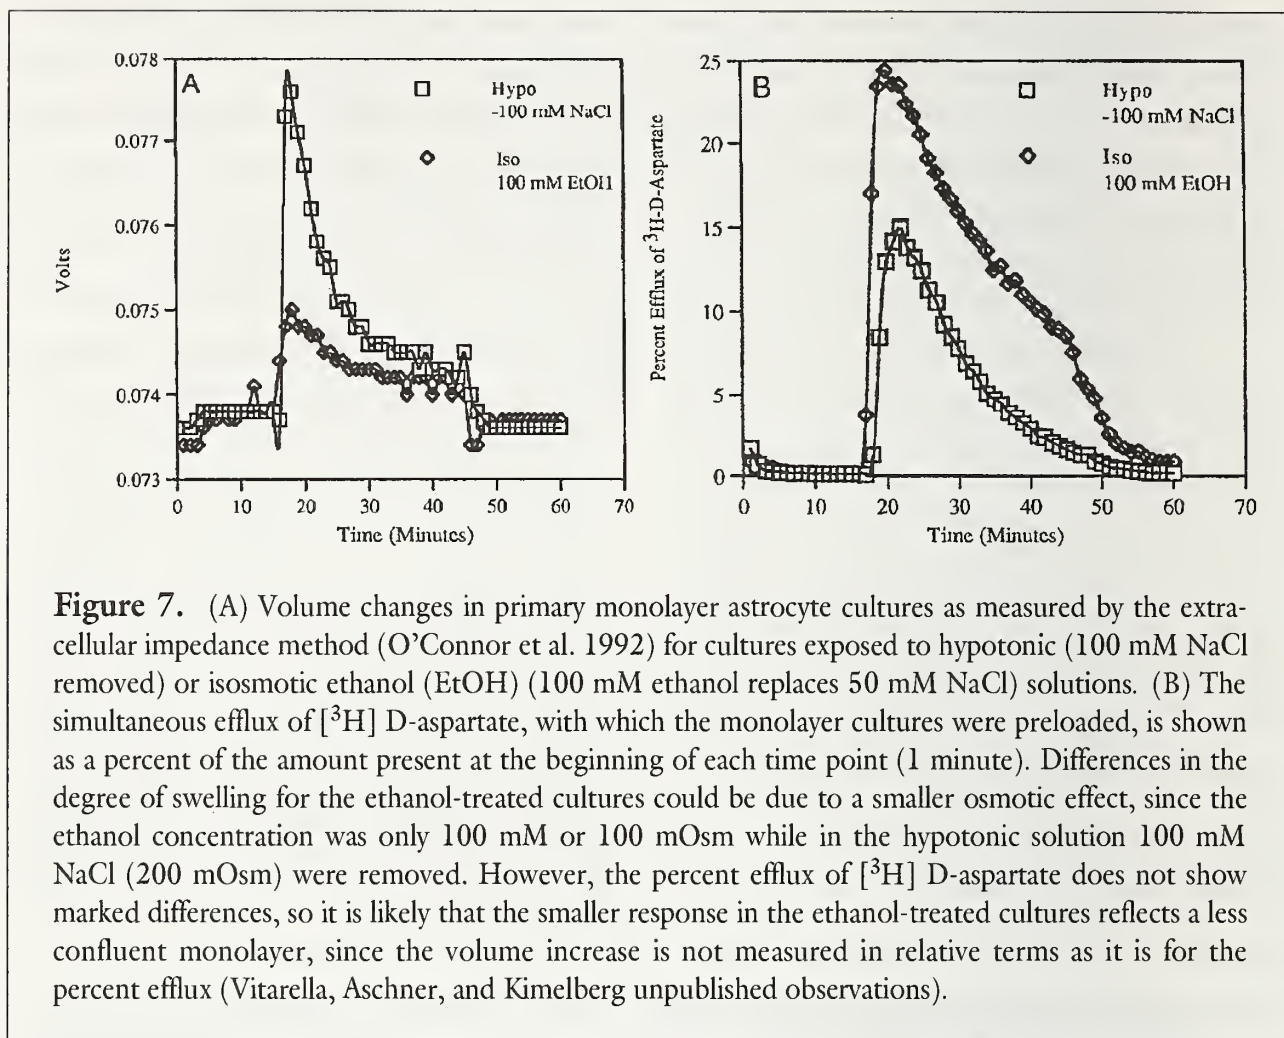 0.078
A
Hypo
-100 mM NaCl
Iso
100 mM EtOH
0.077
0.076
0.075
0.074
0.073
Volts
0 10 20 30 40 50 60 70
Time (Minutes)
25
B
Hypo
-100 mM NaCl
Iso
100 mM EtOH
20
15
10
5
0
Percent Efflux of ³H-D-Aspartate
0 10 20 30 40 50 60 70
Time (Minutes)
Figure 7. (A) Volume changes in primary monolayer astrocyte cultures as measured by the extra-
cellular impedance method (O'Connor et al. 1992) for cultures exposed to hypotonic (100 mM NaCl
removed) or isosmotic ethanol (EtOH) (100 mM ethanol replaces 50 mM NaCl) solutions. (B) The
simultaneous efflux of [³H] D-aspartate, with which the monolayer cultures were preloaded, is shown
as a percent of the amount present at the beginning of each time point (1 minute). Differences in the
degree of swelling for the ethanol-treated cultures could be due to a smaller osmotic effect, since the
ethanol concentration was only 100 mM or 100 mOsm while in the hypotonic solution 100 mM
NaCl (200 mOsm) were removed. However, the percent efflux of [³H] D-aspartate does not show
marked differences, so it is likely that the smaller response in the ethanol-treated cultures reflects a less
confluent monolayer, since the volume increase is not measured in relative terms as it is for the
percent efflux (Vitarella, Aschner, and Kimelberg unpublished observations).